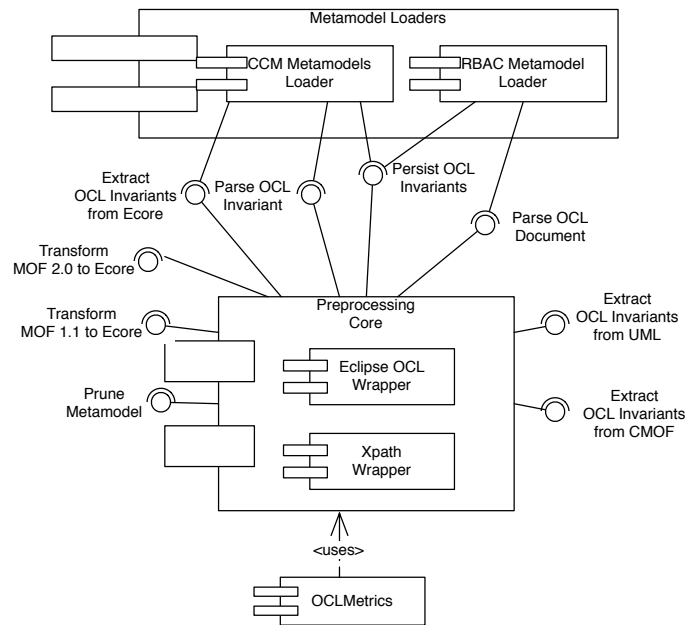 Metamodel Loaders
CCM Metamodels
Loader
RBAC Metamodel
Loader
Extract
OCL Invariants
from Ecore
Parse OCL
Invariant
Persist OCL
Invariants
Parse OCL
Document
Transform
MOF 2.0 to Ecore
Transform
MOF 1.1 to Ecore
Prune
Metamodel
Preprocessing
Core
Eclipse OCL
Wrapper
Xpath
Wrapper
Extract
OCL Invariants
from UML
Extract
OCL Invariants
from CMOF
<uses>
OCLMetrics